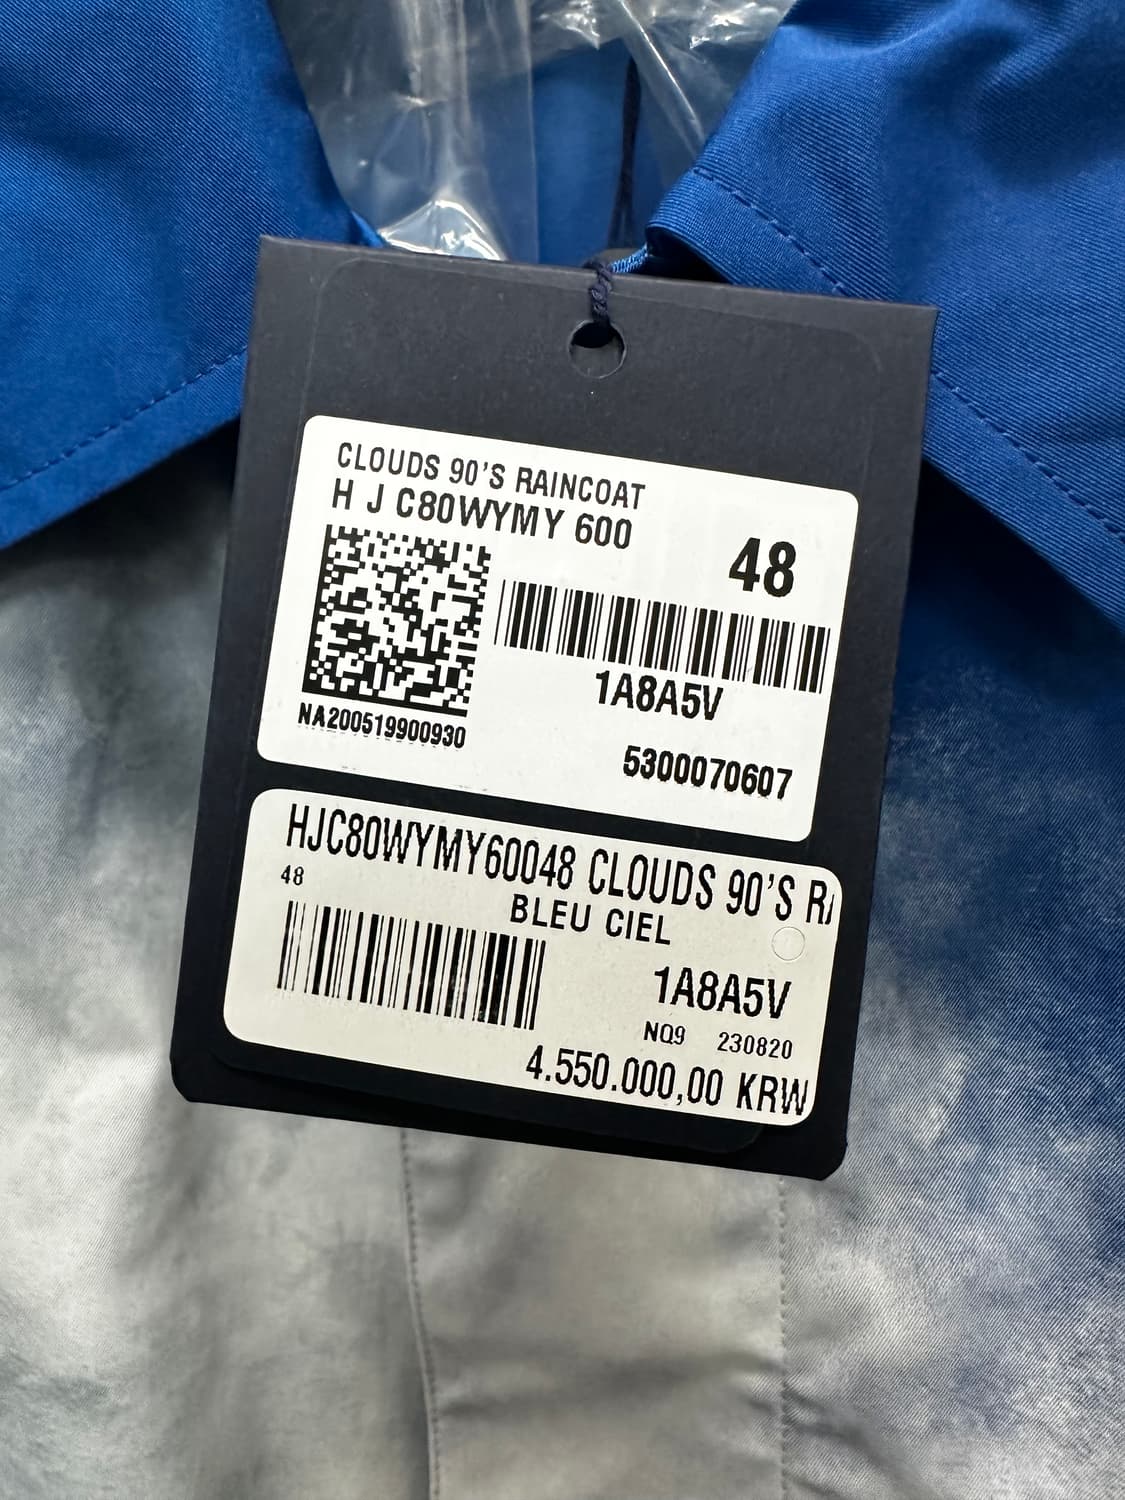 CLOUDS 90'S RAINCOAT
H J C80WYMY 600
48
1A8A5V
NA200519900930
5300070607
HJC80WYMY60048 CLOUDS 90'S RA
48
BLEU CIEL
1A8A5V
NQ9 230820
4.550.000,00 KRW